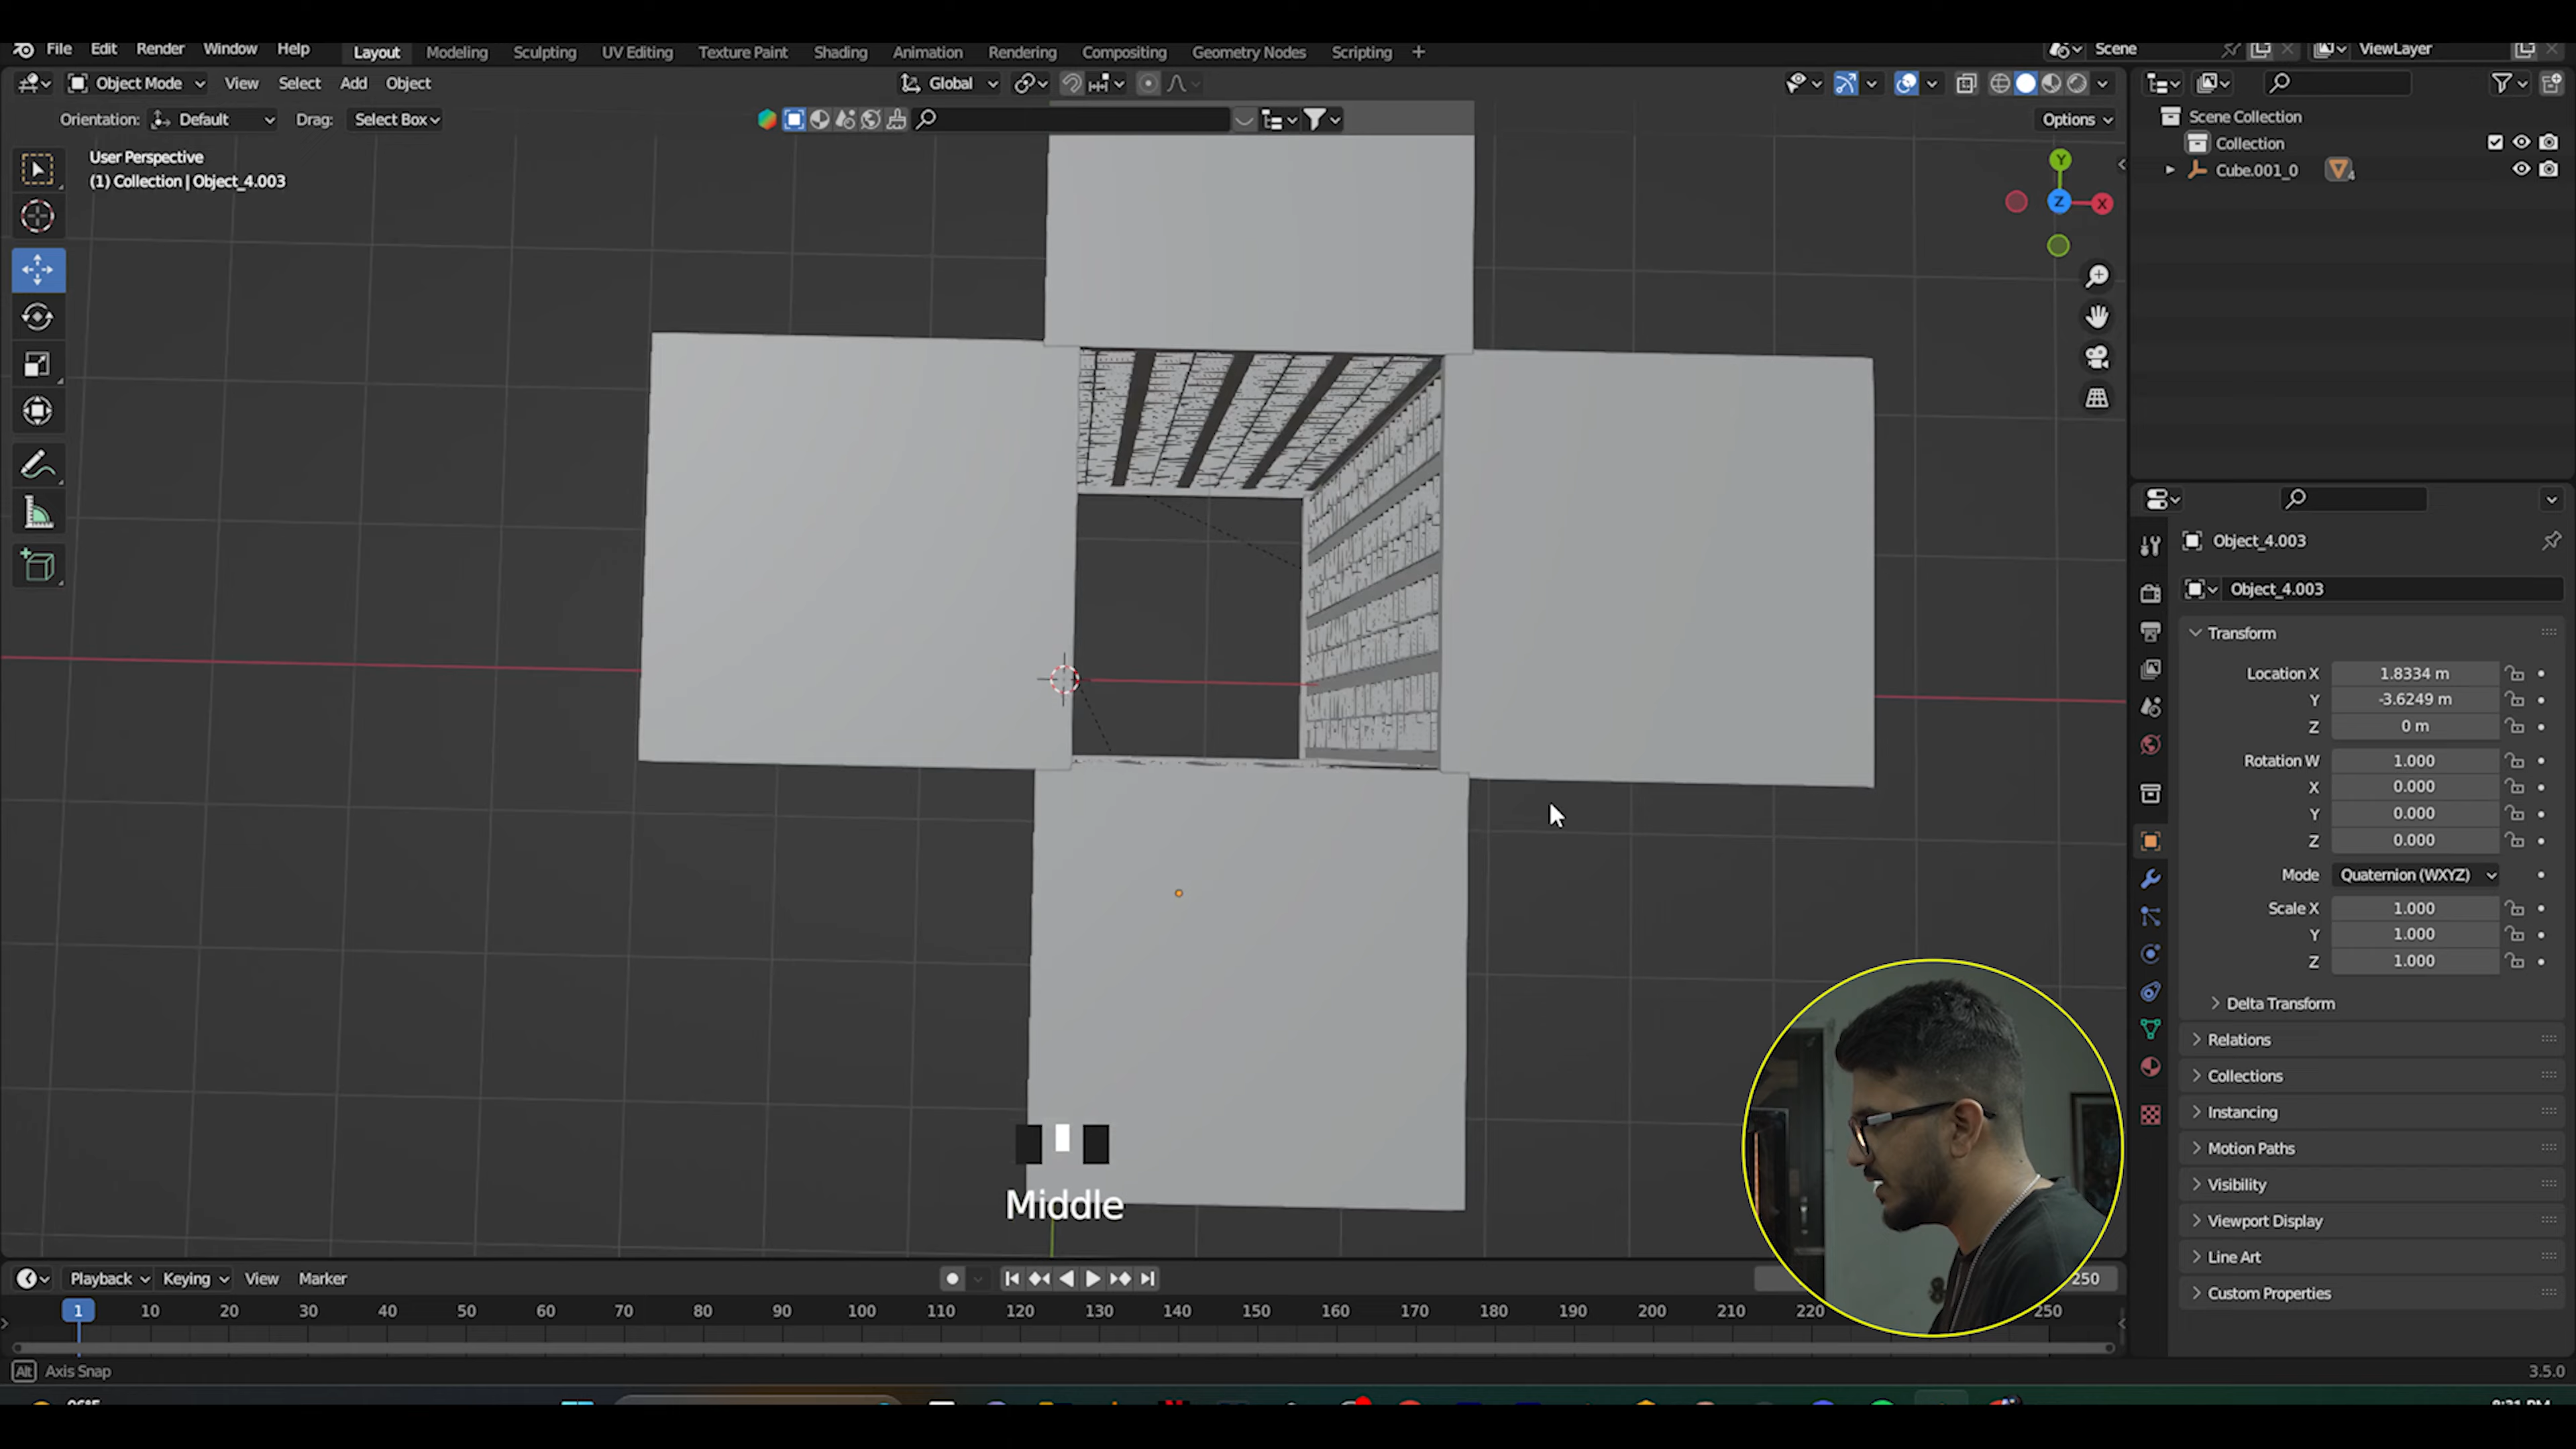 File Edit Render Window Help
Layout Modeling Sculpting UV Editing Texture Paint Shading Animation Rendering Compositing Geometry Nodes Scripting +
Scene ViewLayer
Object Mode View Select Add Object
Global
Orientation: Default Drag: Select Box
Options
User Perspective
(1) Collection | Object_4.003
Y
Z X
Scene Collection
Collection
Cube.001_0
4
Object_4.003
Object_4.003
Transform
Location X 1.8334 m
Y -3.6249 m
Z 0 m
Rotation W 1.000
X 0.000
Y 0.000
Z 0.000
Mode Quaternion (WXYZ)
Scale X 1.000
Y 1.000
Z 1.000
Delta Transform
Relations
Collections
Instancing
Motion Paths
Visibility
Viewport Display
Line Art
Custom Properties
Middle
Playback Keying View Marker
250
1 10 20 30 40 50 60 70 80 90 100 110 120 130 140 150 160 170 180 190 200 210 220 250
Alt Axis Snap
3.5.0